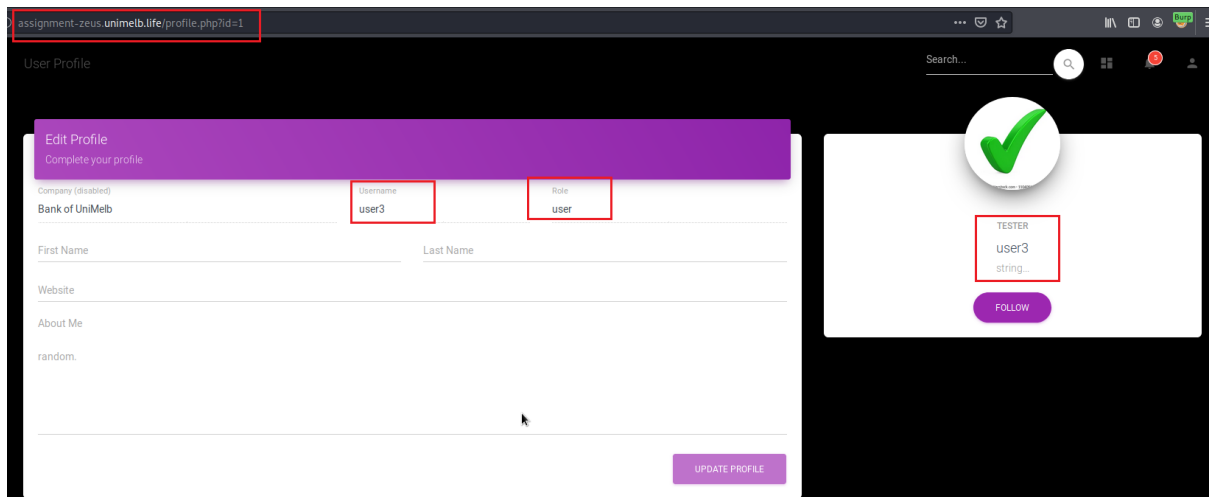 assignment-zeus.unimelb.life/profile.php?id=1
Burp
User Profile
Search...
5
Edit Profile
Complete your profile
Company (disabled)
Username
Role
Bank of UniMelb
user3
user
First Name
Last Name
Website
About Me
random.
UPDATE PROFILE
TESTER
user3
string...
FOLLOW